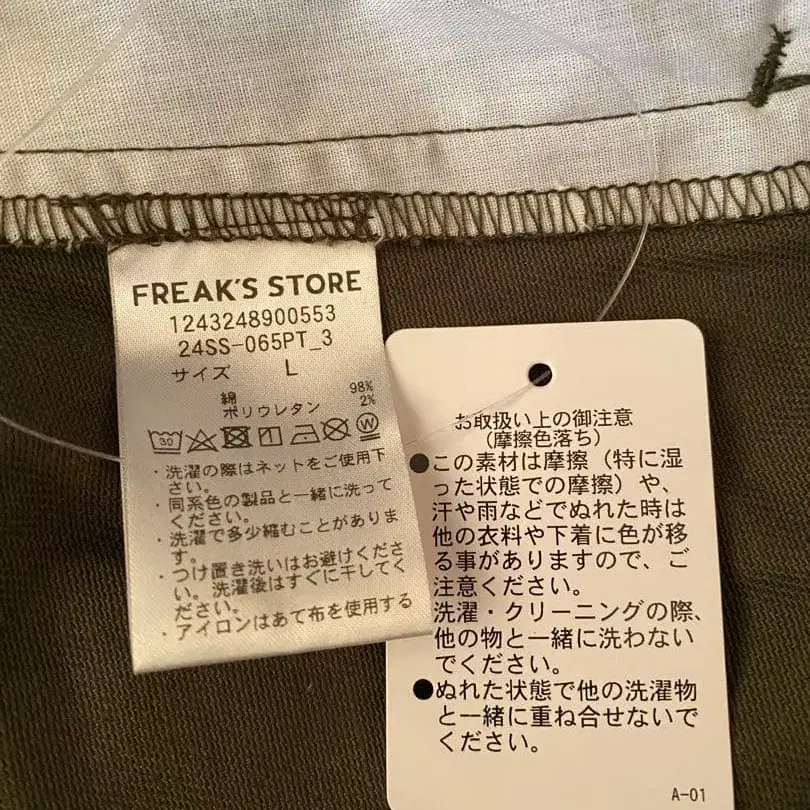 FREAK'S STORE
1243248900553
24SS-065PT_3
サイズ L
綿 98%
ポリウレタン 2%
30
W
・洗濯の際はネットをご使用下
さい。
・同系色の製品と一緒に洗って
ください。
・洗濯で多少縮むことがありま
す。
・つけ置き洗いはお避けくださ
い。洗濯後はすぐに干してく
ださい。
・アイロンはあて布を使用する
お取扱い上の御注意
（摩擦色落ち）
●この素材は摩擦（特に湿
った状態での摩擦）や、
汗や雨などでぬれた時は
他の衣料や下着に色が移
る事がありますので、ご
注意ください。
洗濯・クリーニングの際、
他の物と一緒に洗わない
でください。
●ぬれた状態で他の洗濯物
と一緒に重ね合せないで
ください。
A-01